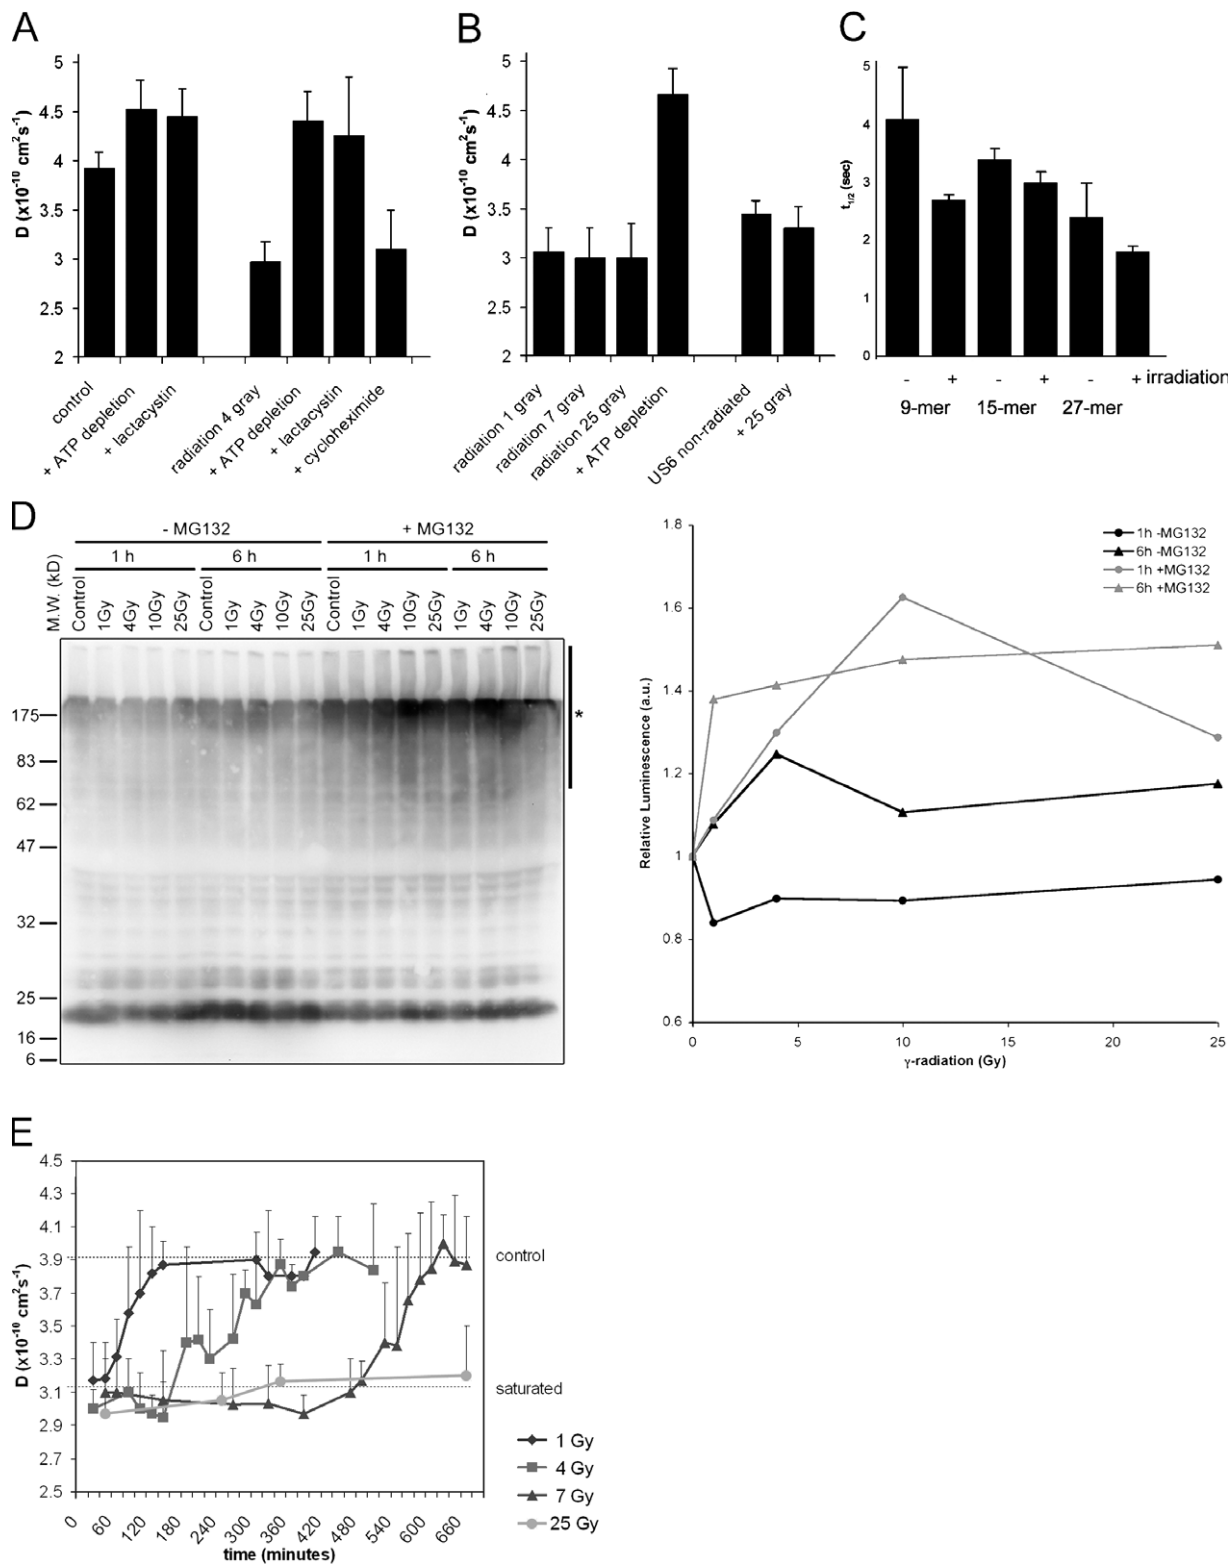 A
D (x10⁻¹⁰ cm²s⁻¹)
5
4.5
4
3.5
3
2.5
2
control
+ ATP depletion
+ lactacystin
radiation 4 gray
+ ATP depletion
+ lactacystin
+ cycloheximide
B
D (x10⁻¹⁰ cm²s⁻¹)
5
4.5
4
3.5
3
2.5
2
radiation 1 gray
radiation 7 gray
radiation 25 gray
+ ATP depletion
US6 non-radiated
+ 25 gray
C
t1/2 (sec)
5
4
3
2
1
0
- + - + - + irradiation
9-mer 15-mer 27-mer
D
- MG132 + MG132
1 h 6 h 1 h 6 h
M.W. (kD) Control 1Gy 4Gy 10Gy 25Gy Control 1Gy 4Gy 10Gy 25Gy Control 1Gy 4Gy 10Gy 25Gy 1Gy 4Gy 10Gy 25Gy
175
83
62
47
32
25
16
6
*
Relative Luminescence (a.u.)
1.8
1.6
1.4
1.2
1
0.8
0.6
0 5 10 15 20 25
γ-radiation (Gy)
1h -MG132
6h -MG132
1h +MG132
6h +MG132
E
D (x10⁻¹⁰ cm²s⁻¹)
4.5
4.3
4.1
3.9
3.7
3.5
3.3
3.1
2.9
2.7
2.5
control
saturated
0 60 120 180 240 300 360 420 480 540 600 660
time (minutes)
1 Gy
4 Gy
7 Gy
25 Gy